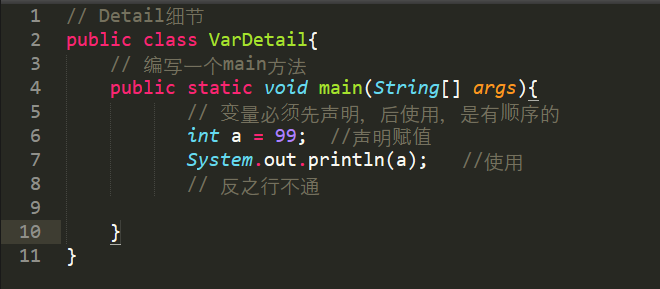 1 // Detail细节
2 public class VarDetail{
3 // 编写一个main方法
4 public static void main(String[] args){
5 // 变量必须先声明，后使用，是有顺序的
6 int a = 99; //声明赋值
7 System.out.println(a); //使用
8 // 反之行不通
9
10 }
11 }